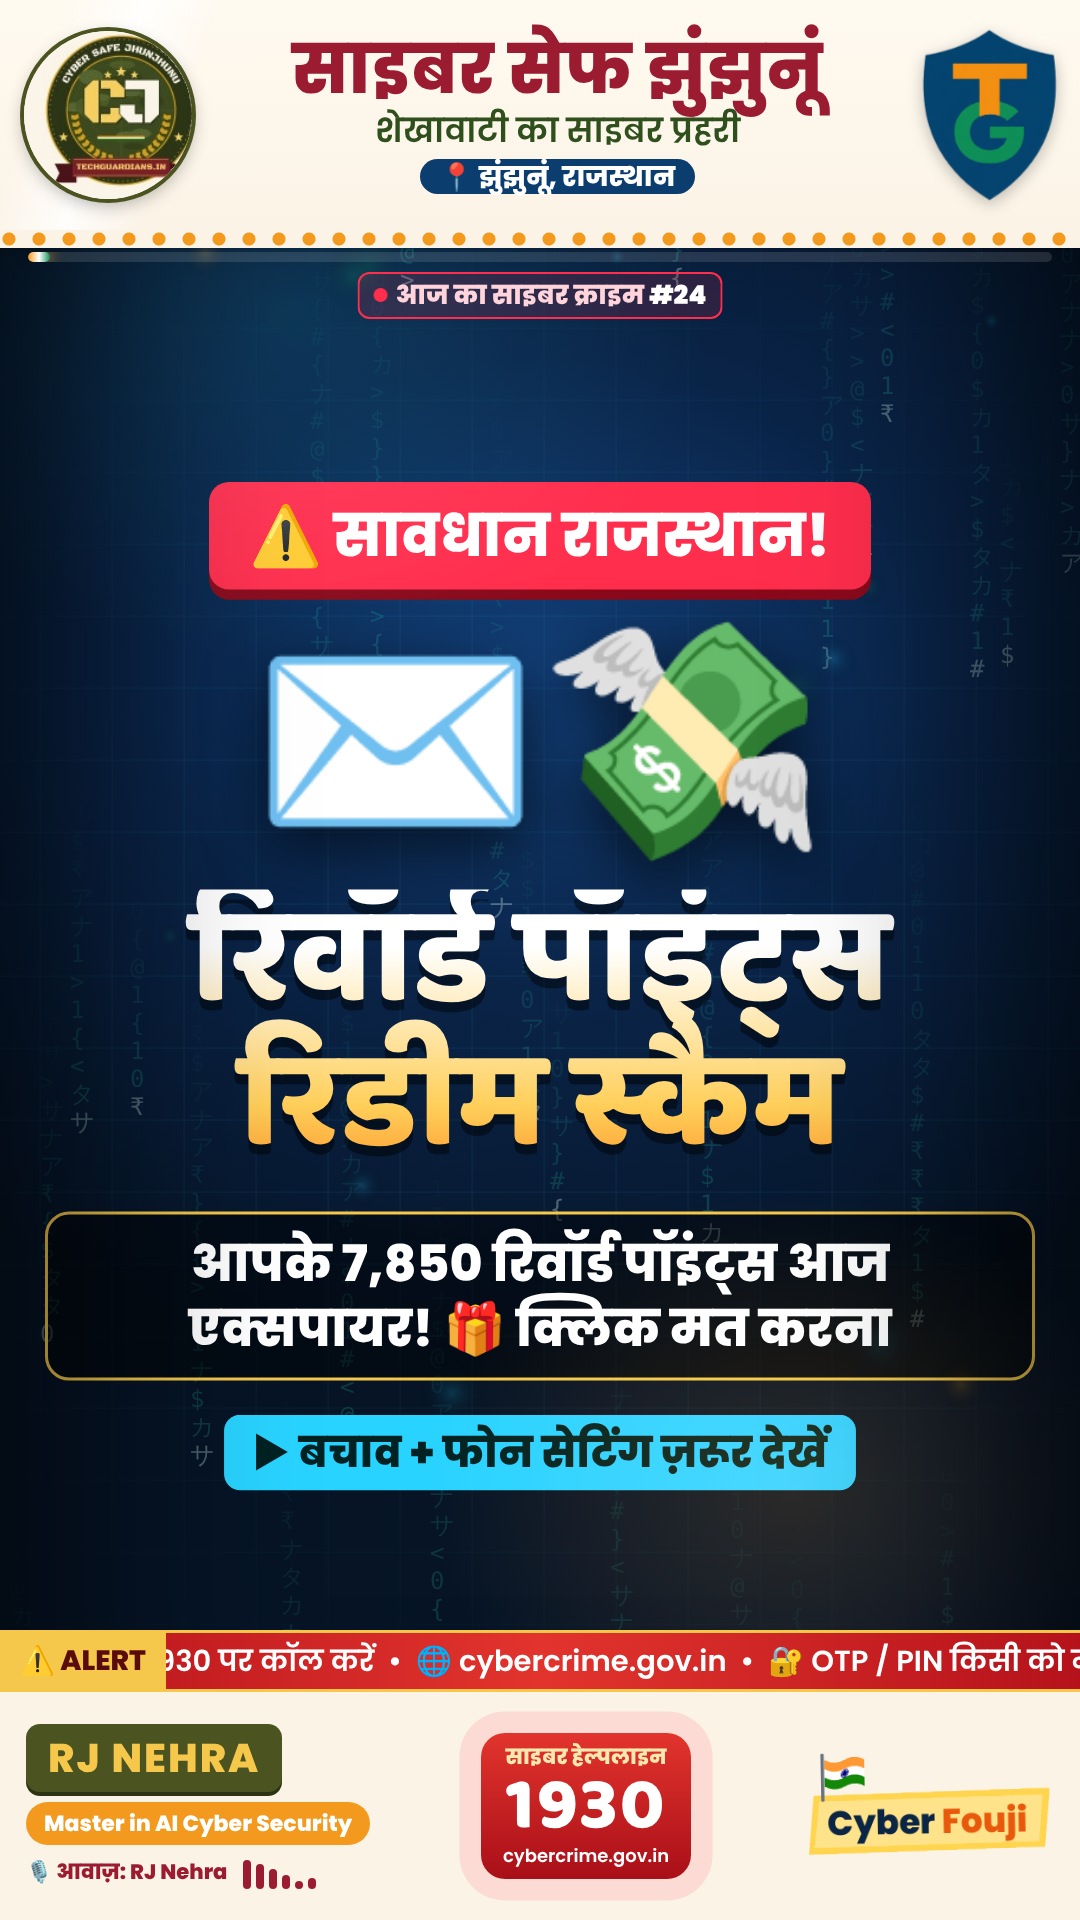 CYBER SAFE JHUNJHUNU
CJ
TECHGUARDIANS.IN
साइबर सेफ झुंझुनूं
शेखावाटी का साइबर प्रहरी
📍 झुंझुनूं, राजस्थान
TG
आज का साइबर क्राइम #24
⚠️ सावधान राजस्थान!
रिवॉर्ड पॉइंट्स
रिडीम स्कैम
आपके 7,850 रिवॉर्ड पॉइंट्स आज
एक्सपायर! 🎁 क्लिक मत करना
▶ बचाव + फोन सेटिंग ज़रूर देखें
⚠️ ALERT
930 पर कॉल करें • 🌐 cybercrime.gov.in • 🔐 OTP / PIN किसी को
RJ NEHRA
Master in AI Cyber Security
🎙️ आवाज़: RJ Nehra
साइबर हेल्पलाइन
1930
cybercrime.gov.in
Cyber Fouji